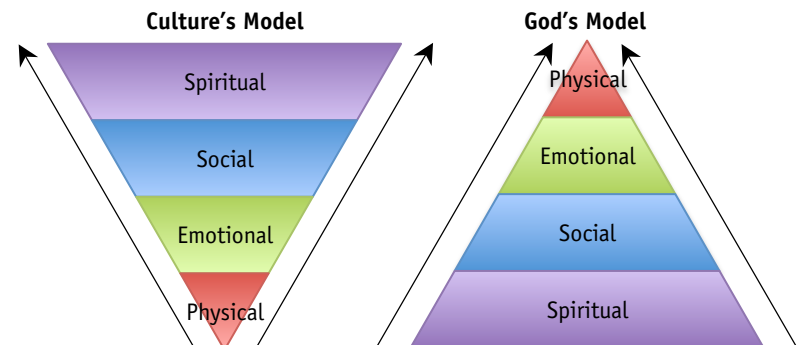 Culture's Model
Spiritual
Social
Emotional
Physical
God's Model
Physical
Emotional
Social
Spiritual